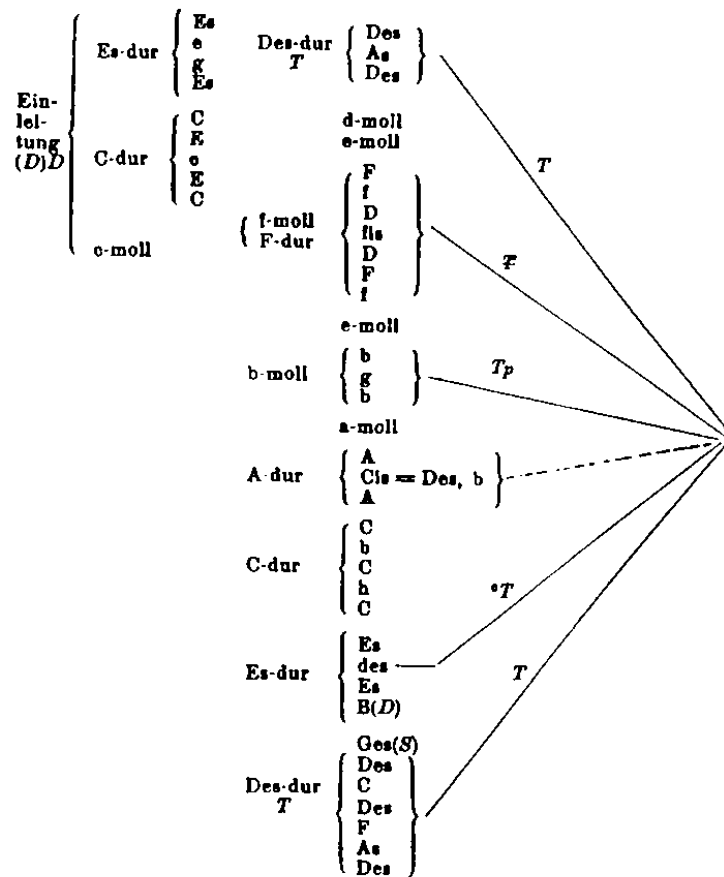 Ein-
lei-
tung
(D)D
Es-dur
Es
e
g
Es
C-dur
C
E
e
E
C
c-moll
Des-dur
T
Des
As
Des
T
d-moll
e-moll
f-moll
F-dur
F
f
D
fis
D
F
f
e-moll
b-moll
b
g
b
Tp
a-moll
A-dur
A
Cis = Des, b
A
C-dur
C
b
C
h
C
Es-dur
Es
des
Es
B(D)
°T
Ges(S)
Des-dur
T
Des
C
Des
F
As
Des
T